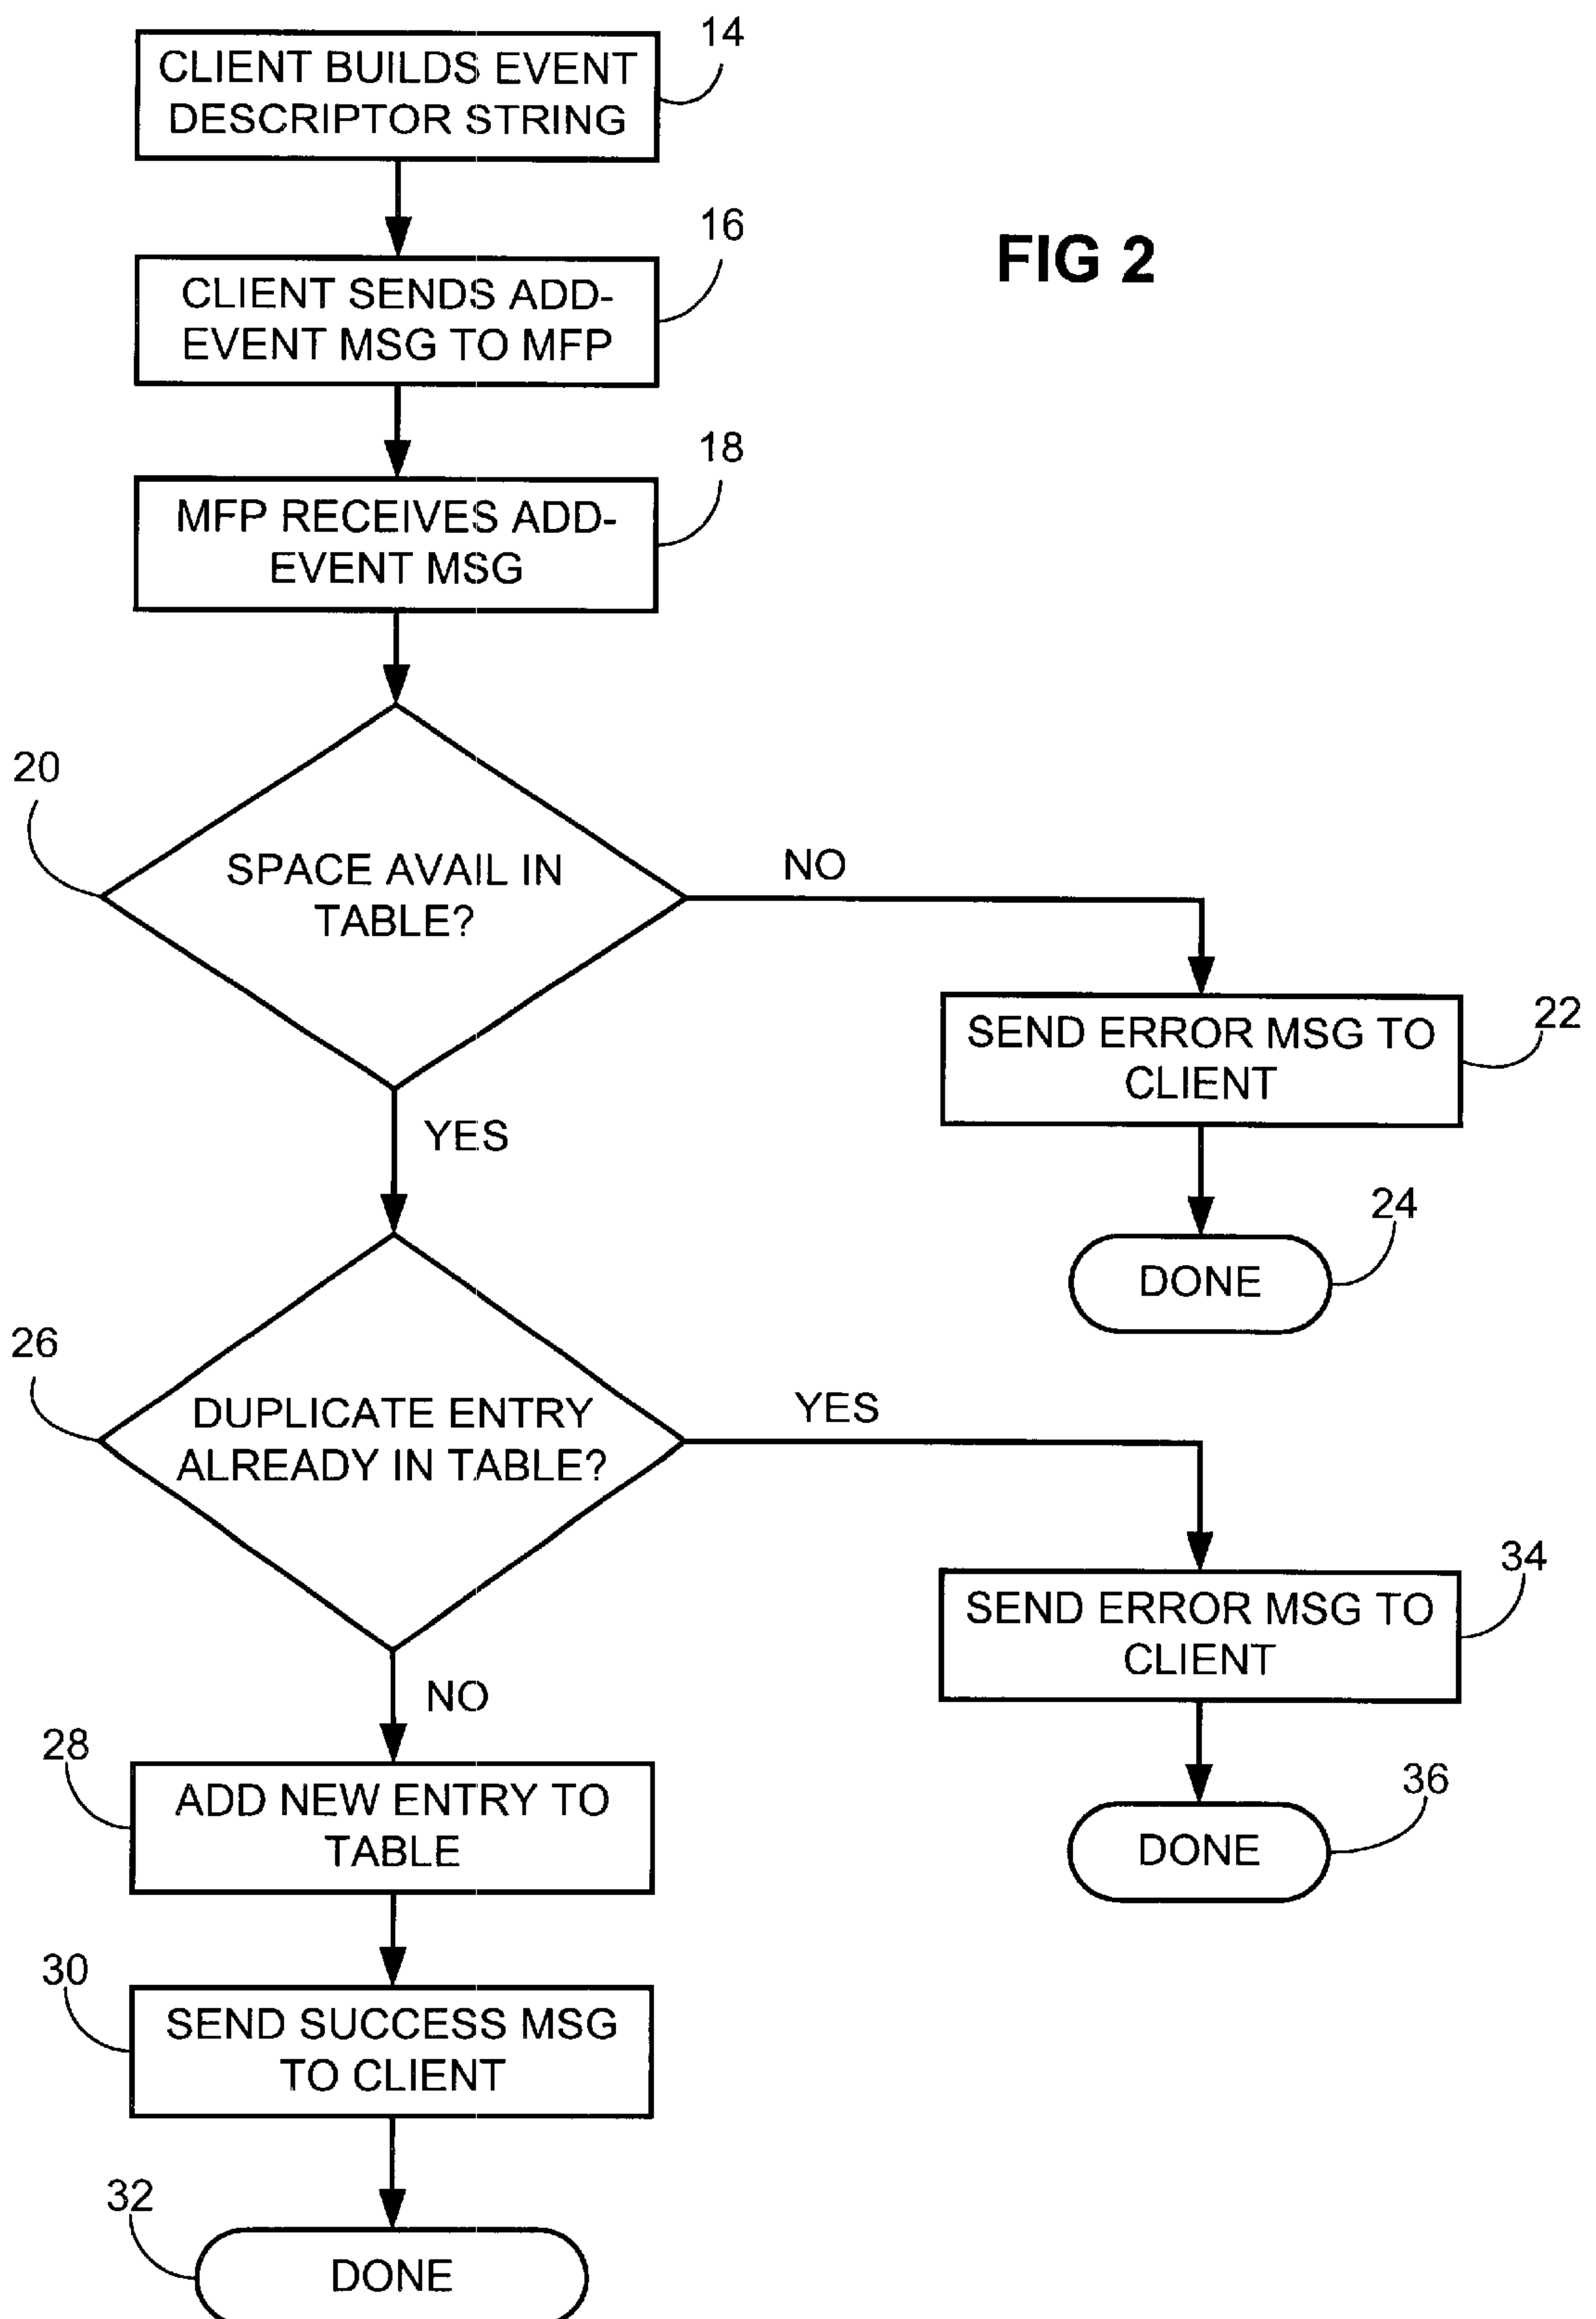 14
CLIENT BUILDS EVENT
DESCRIPTOR STRING
16
FIG 2
CLIENT SENDS ADD-
EVENT MSG TO MFP
18
MFP RECEIVES ADD-
EVENT MSG
20
SPACE AVAIL IN
TABLE?
NO
22
SEND ERROR MSG TO
CLIENT
YES
24
DONE
26
DUPLICATE ENTRY
ALREADY IN TABLE?
YES
34
SEND ERROR MSG TO
CLIENT
NO
28
ADD NEW ENTRY TO
TABLE
36
DONE
30
SEND SUCCESS MSG
TO CLIENT
32
DONE